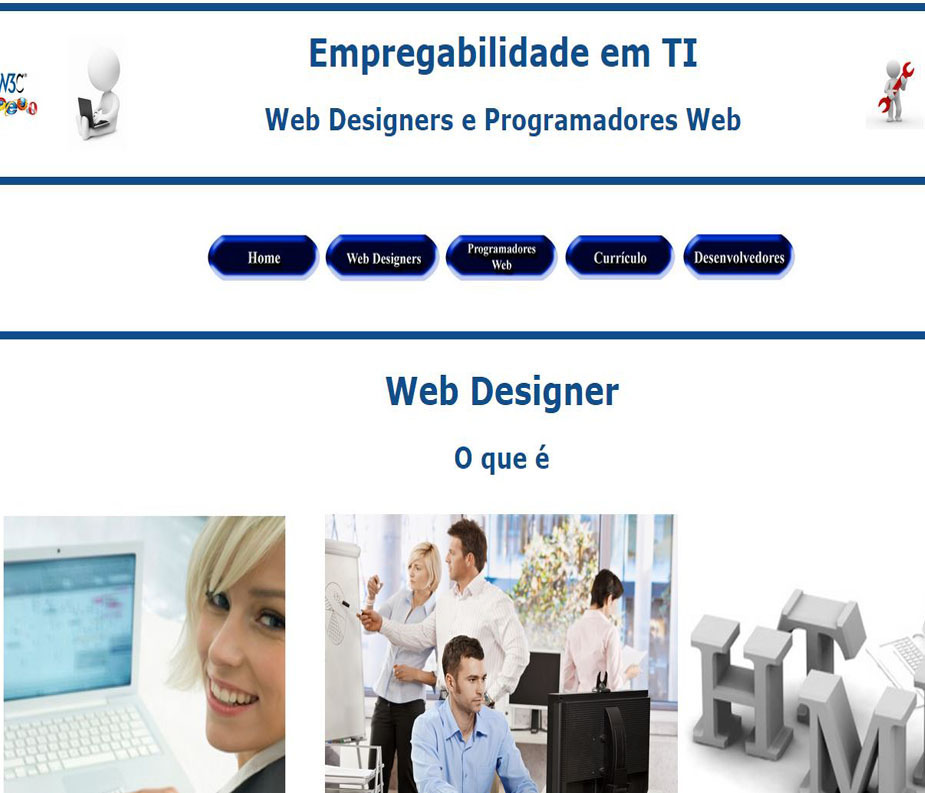 W3C
Empregabilidade em TI
Web Designers e Programadores Web
Home
Web Designers
Programadores
Web
Currículo
Desenvolvedores
Web Designer
O que é
HTM